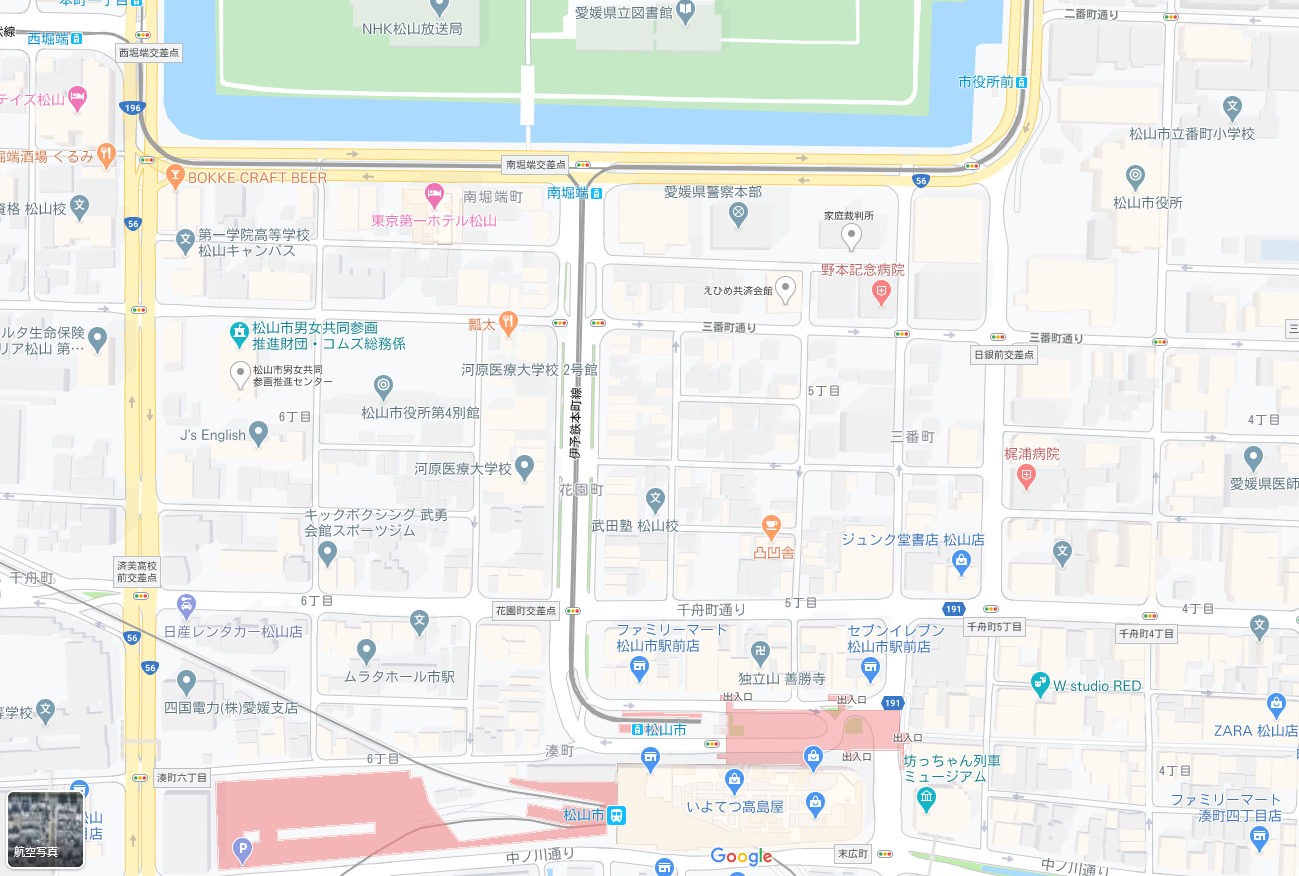 本町一丁目
NHK松山放送局
愛媛県立図書館
二番町通り
線
西堀端
西堀端交差点
市役所前
テイズ松山
196
松山市立番町小学校
堀端酒場 くるみ
南堀端交差点
BOKKE CRAFT BEER
56
南堀端町
南堀端
愛媛県警察本部
松山市役所
資格 松山校
東京第一ホテル松山
家庭裁判所
56
第一学院高等学校
松山キャンパス
野本記念病院
えひめ共済会館
松山市男女共同参画
推進財団・コムズ総務係
瓢太
三番町通り
三番町通り
三
ルタ生命保険
リア松山 第…
日銀前交差点
松山市男女共同
参画推進センター
河原医療大学校 2号館
5丁目
松山市役所第4別館
6丁目
伊予鉄本町線
4丁目
J's English
三番町
河原医療大学校
梶浦病院
花園町
愛媛県医師
キックボクシング 武勇
会館スポーツジム
武田塾 松山校
凸凹舎
ジュンク堂書店 松山店
済美高校
前交差点
千舟町
6丁目
花園町交差点
千舟町通り
5丁目
191
4丁目
日産レンタカー松山店
56
ファミリーマート
松山市駅前店
セブンイレブン
松山市駅前店
千舟町5丁目
千舟町4丁目
56
ムラタホール市駅
独立山 善勝寺
W studio RED
四国電力(株)愛媛支店
出入口
出入口
191
等学校
ZARA 松山店
松山市
出入口
湊町
6丁目
出入口
坊っちゃん列車
ミュージアム
湊町六丁目
4丁目
いよてつ高島屋
ファミリーマート
湊町四丁目店
松山市
松山
店
P
航空写真
中ノ川通り
Google
末広町
中ノ川通り